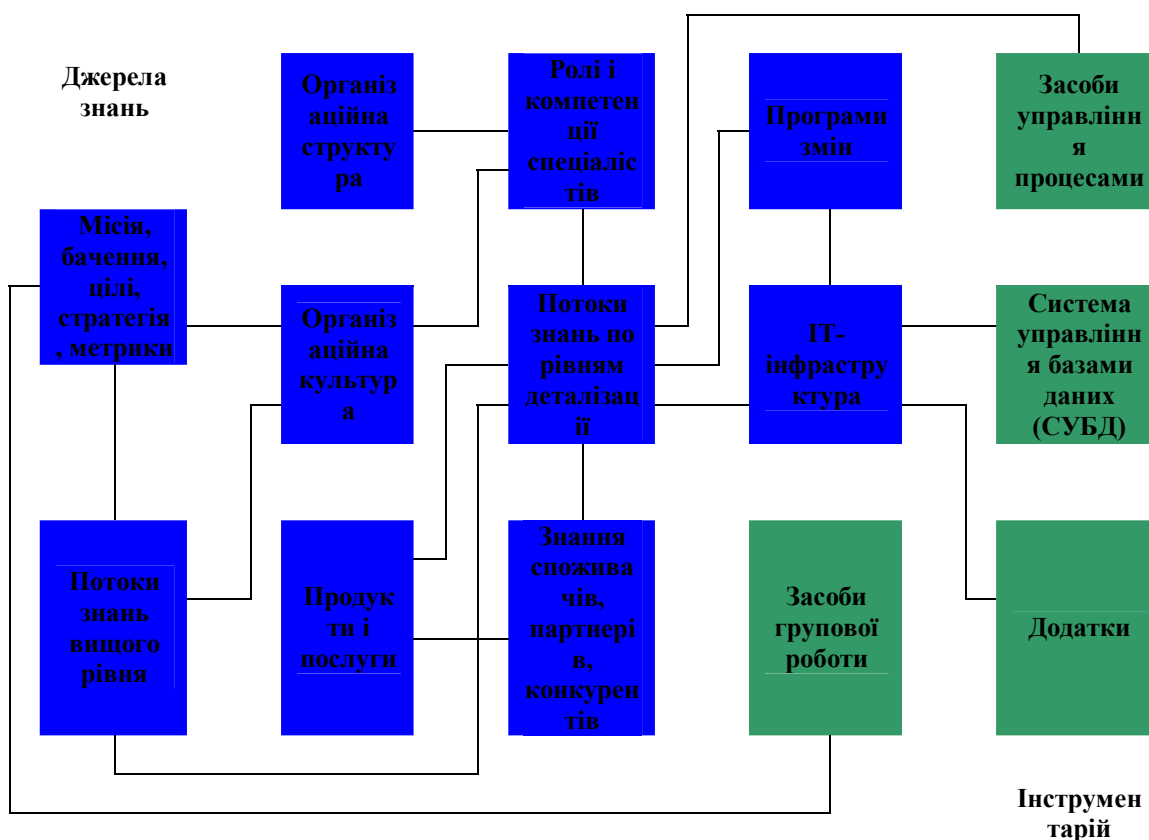 Джерела
знань
Організ
аційна
структу
ра
Ролі і
компетен
ції
спеціаліс
тів
Програми
змін
Засоби
управлінн
я
процесами
Місія,
бачення,
цілі,
стратегія
, метрики
Організ
аційна
культур
а
Потоки
знань по
рівням
деталізац
ії
ІТ-
інфрастру
ктура
Система
управлінн
я базами
даних
(СУБД)
Потоки
знань
вищого
рівня
Продук
ти і
послуги
Знання
спожива
чів,
партнері
в,
конкурен
тів
Засоби
групової
роботи
Додатки
Інструмен
тарій